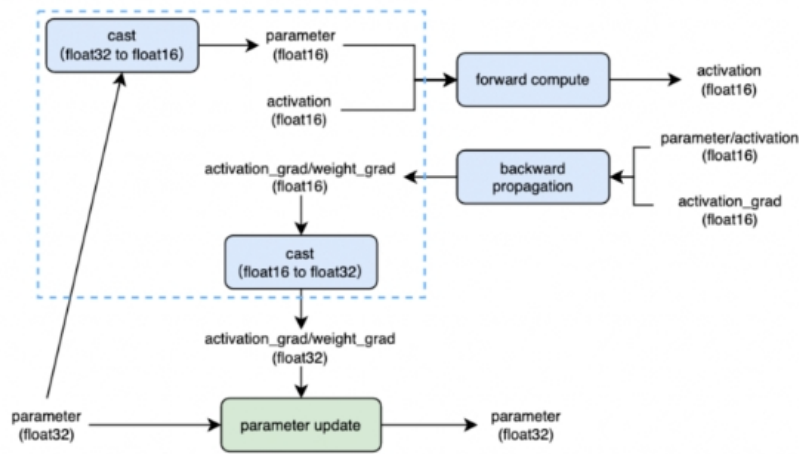 cast
(float32 to float16)
parameter
(float16)
activation
(float16)
forward compute
activation
(float16)
parameter/activation
(float16)
activation_grad/weight_grad
(float16)
backward
propagation
activation_grad
(float16)
cast
(float16 to float32)
activation_grad/weight_grad
(float32)
parameter
(float32)
parameter update
parameter
(float32)